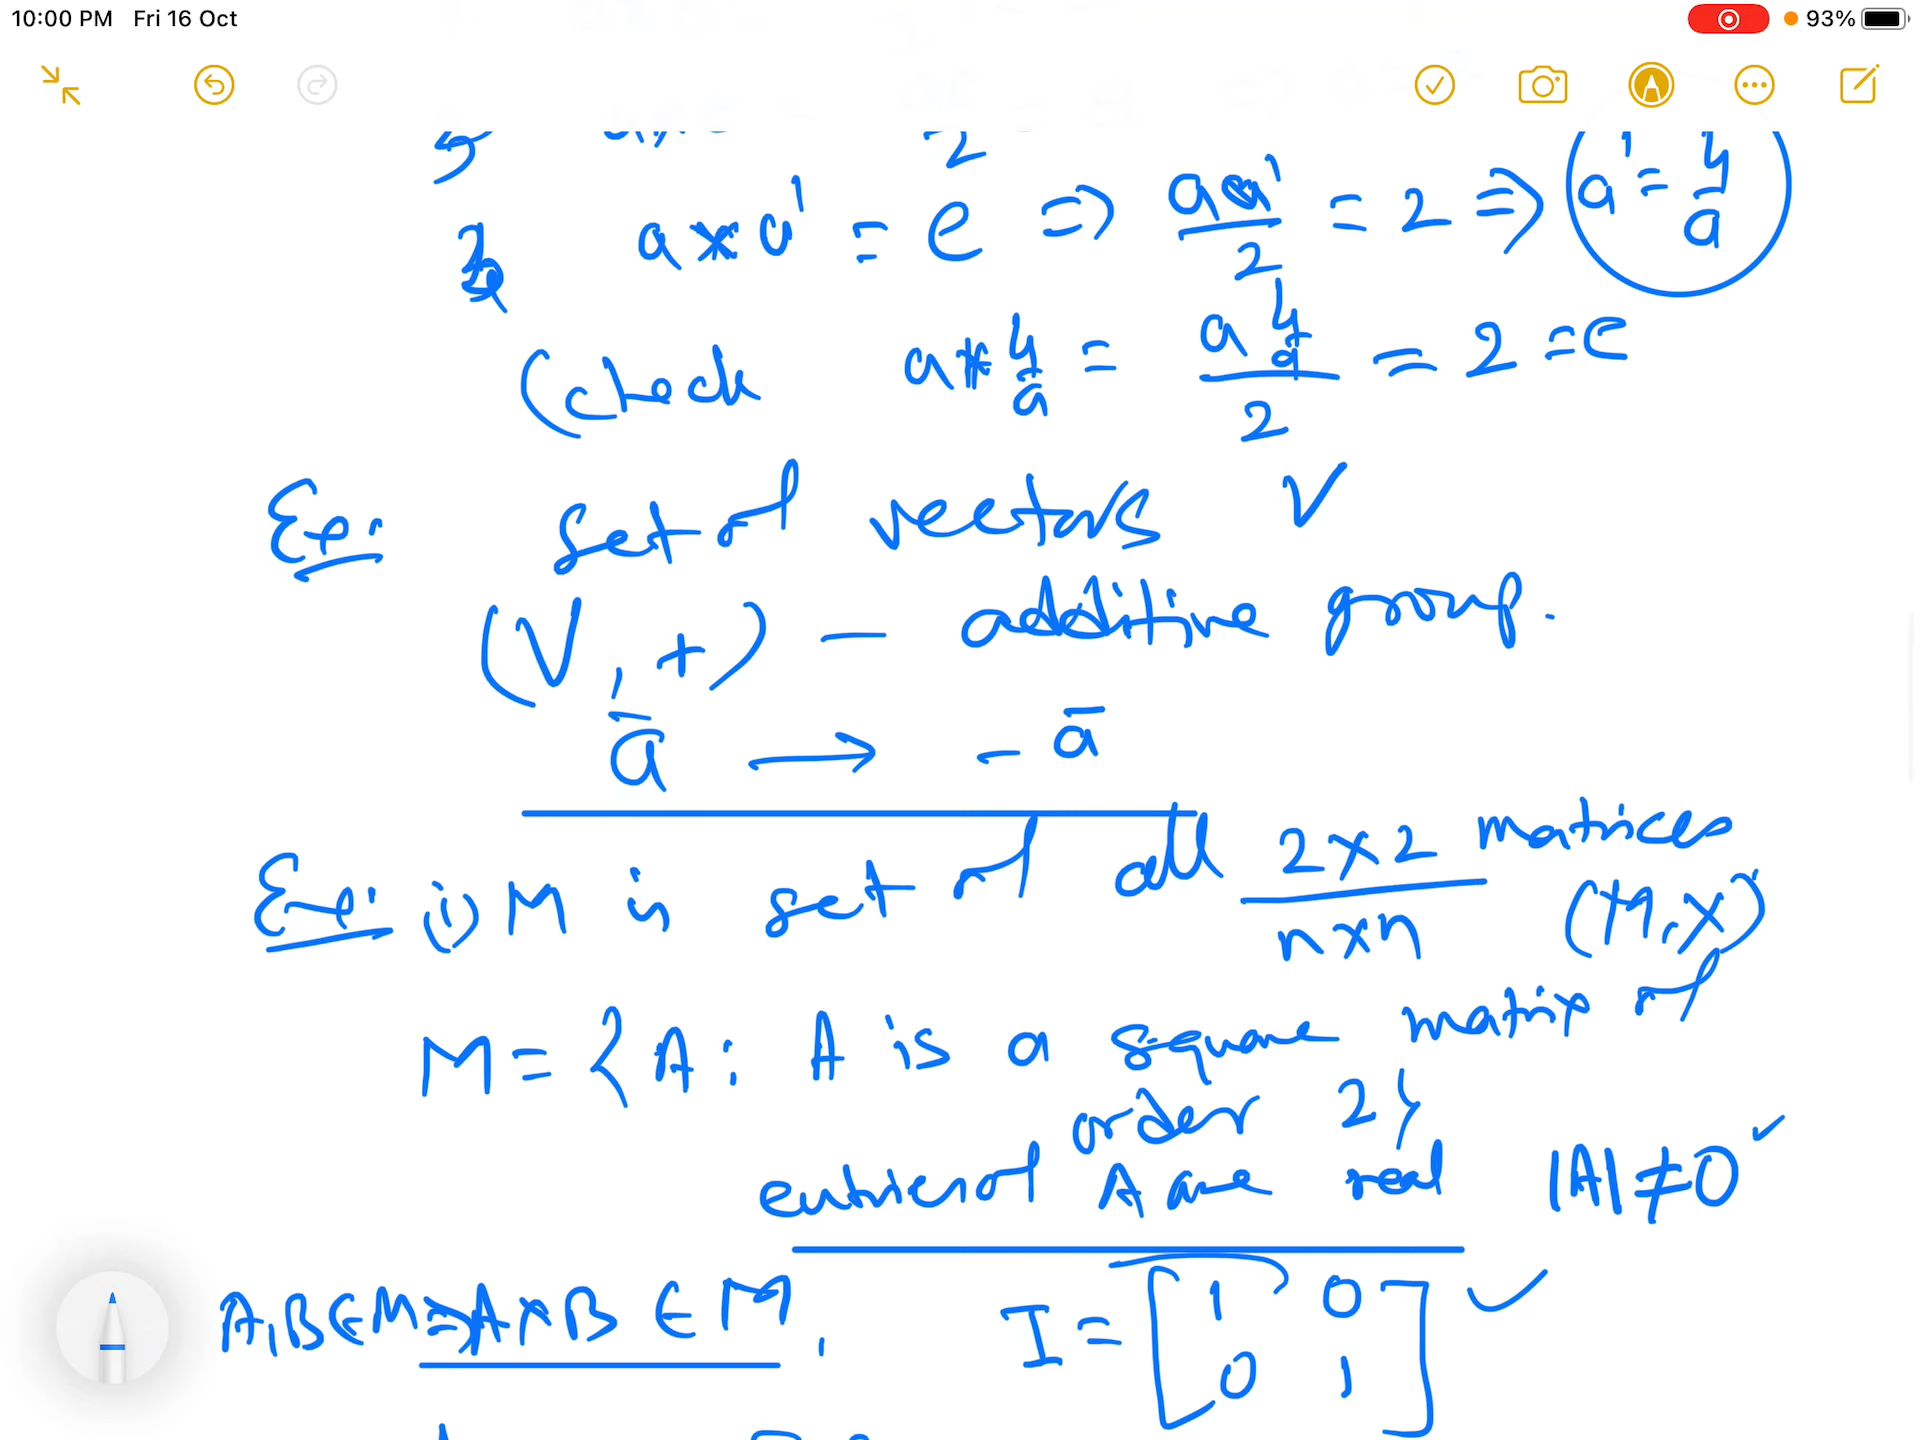 10:00 PM Fri 16 Oct 93%
2
a * a' = e => aa'/2 = 2 => a' = 4/a
(check a * 4/a = a 4/a / 2 = 2 = e
Ex: set of vectors V
(V, +) - additive group.
ā → - ā
Ex: (i) M is set of all 2×2 matrices
n×n (M, ×)
M = { A : A is a square matrix of
order 2}
entries of A are real |A| ≠ 0 ✓
A, B ∈ M => A × B ∈ M, I = [1 0 ✓
0 1]